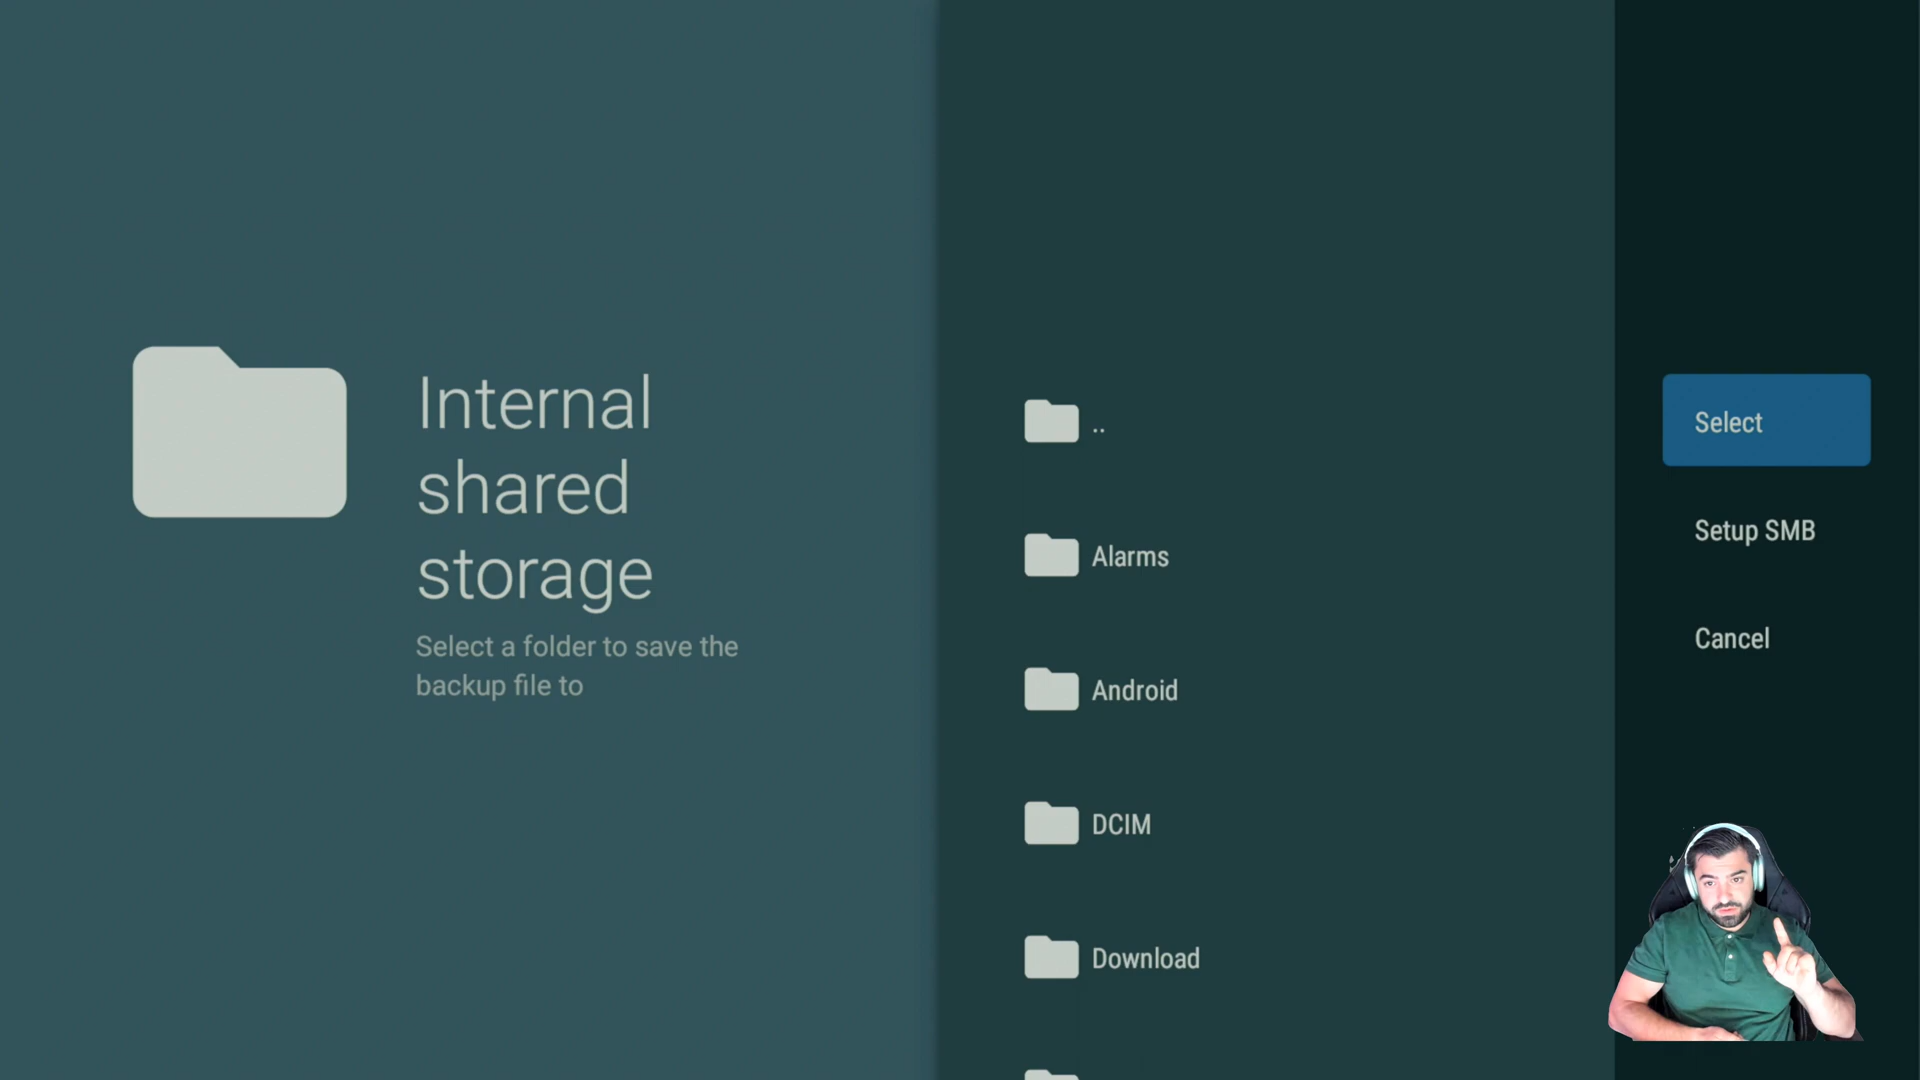 Internal
shared
storage
Select a folder to save the
backup file to
..
Alarms
Android
DCIM
Download
Select
Setup SMB
Cancel